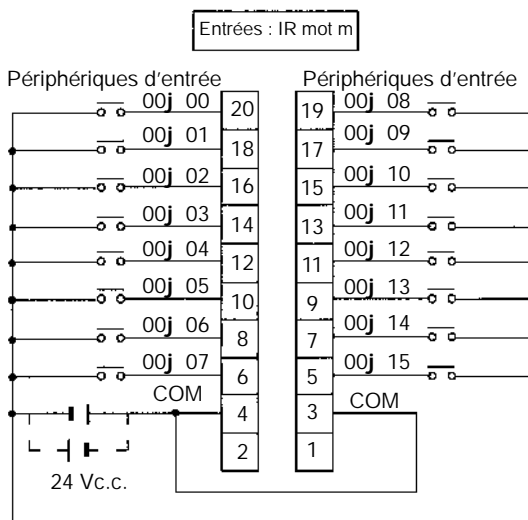 Entrées : IR mot m
Périphériques d'entrée Périphériques d'entrée
00j 00 20 19 00j 08
00j 01 18 17 00j 09
00j 02 16 15 00j 10
00j 03 14 13 00j 11
00j 04 12 11 00j 12
00j 05 10 9 00j 13
00j 06 8 7 00j 14
00j 07 6 5 00j 15
COM 4 3 COM
2 1
24 Vc.c.